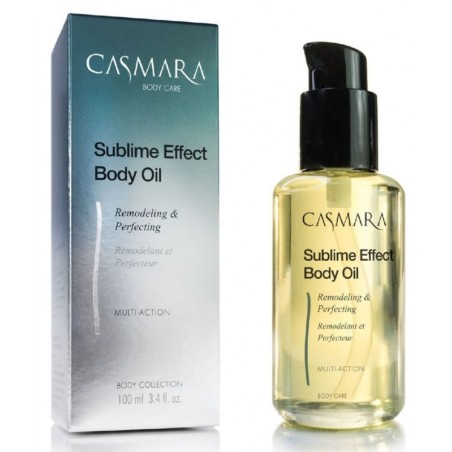 CASMARA
BODY CARE
Sublime Effect
Body Oil
Remodeling &
Perfecting
Remodelant et
Perfecteur
MULTI-ACTION
BODY COLLECTION
100 ml 3.4 fl. oz.
CASMARA
Sublime Effect
Body Oil
Remodeling &
Perfecting
Remodelant et
Perfecteur
MULTI-ACTION
BODY CARE